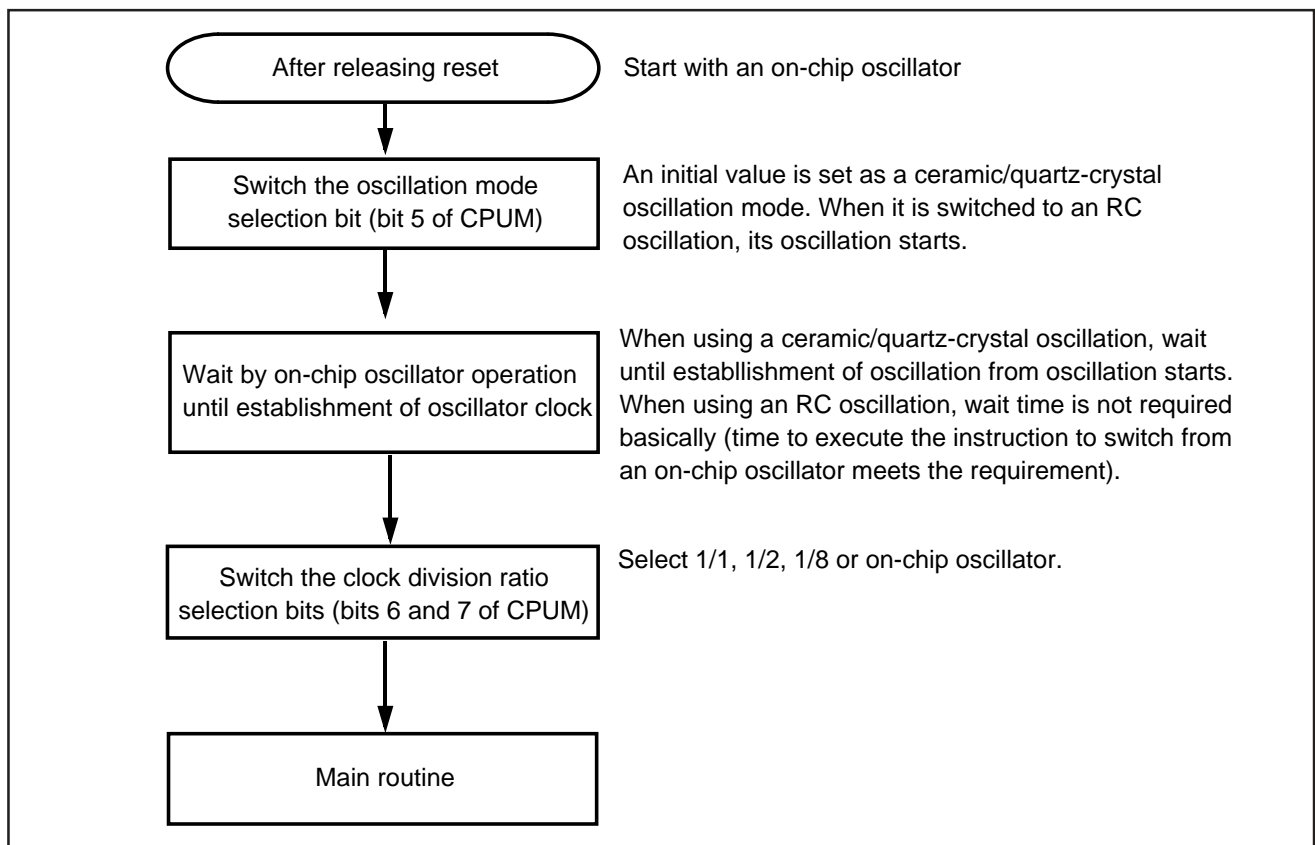 After releasing reset
Start with an on-chip oscillator
Switch the oscillation mode
selection bit (bit 5 of CPUM)
An initial value is set as a ceramic/quartz-crystal
oscillation mode. When it is switched to an RC
oscillation, its oscillation starts.
Wait by on-chip oscillator operation
until establishment of oscillator clock
When using a ceramic/quartz-crystal oscillation, wait
until establlishment of oscillation from oscillation starts.
When using an RC oscillation, wait time is not required
basically (time to execute the instruction to switch from
an on-chip oscillator meets the requirement).
Switch the clock division ratio
selection bits (bits 6 and 7 of CPUM)
Select 1/1, 1/2, 1/8 or on-chip oscillator.
Main routine